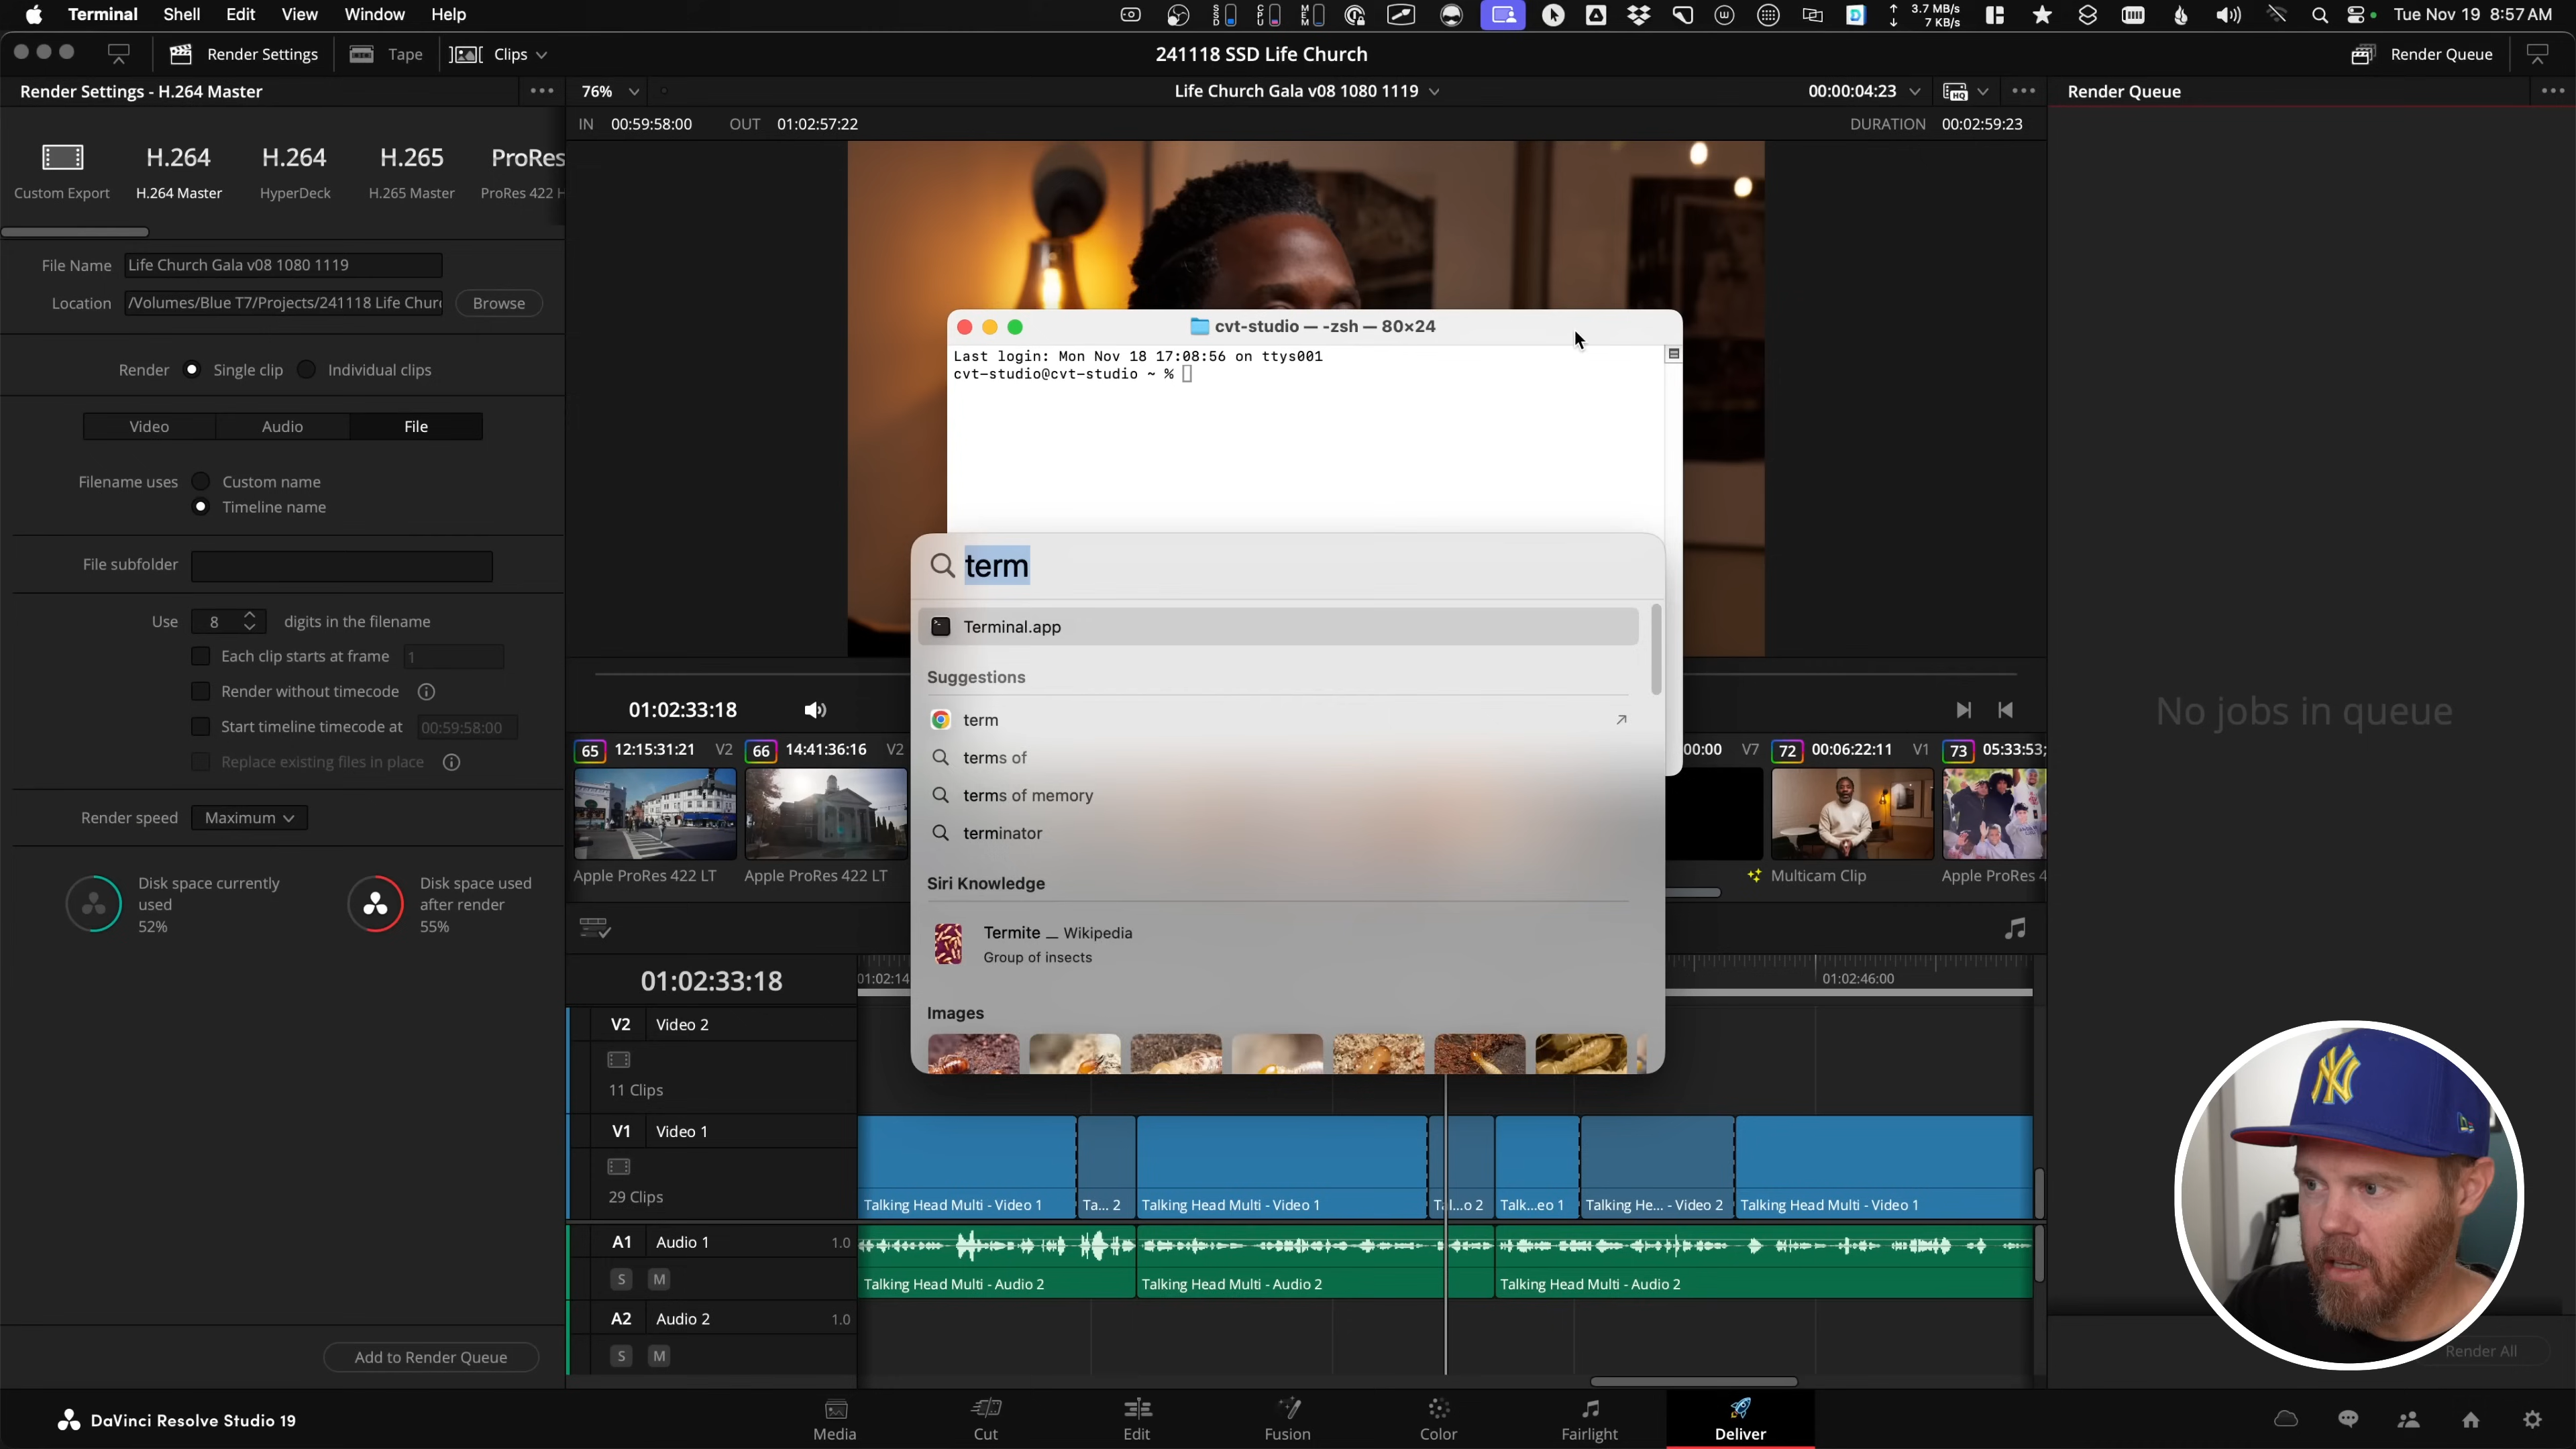 Terminal Shell Edit View Window Help
3.7 MB/s
7 KB/s
Tue Nov 19 8:57 AM
Render Settings Tape Clips
241118 SSD Life Church
Render Queue
Render Settings - H.264 Master
76%
Life Church Gala v08 1080 1119
00:00:04:23
Render Queue
IN 00:59:58:00 OUT 01:02:57:22
DURATION 00:02:59:23
H.264 H.264 H.265 ProRes
Custom Export H.264 Master HyperDeck H.265 Master ProRes 422 H
File Name Life Church Gala v08 1080 1119
Location /Volumes/Blue T7/Projects/241118 Life Churc Browse
Render Single clip Individual clips
Video Audio File
Filename uses Custom name
Timeline name
File subfolder
Use 8 digits in the filename
Each clip starts at frame 1
Render without timecode
Start timeline timecode at 00:59:58:00
Replace existing files in place
Render speed Maximum
Disk space currently used 52%
Disk space used after render 55%
Add to Render Queue
cvt-studio — -zsh — 80×24
Last login: Mon Nov 18 17:08:56 on ttys001
cvt-studio@cvt-studio ~ %
term
Terminal.app
Suggestions
term
terms of
terms of memory
terminator
Siri Knowledge
Termite — Wikipedia
Group of insects
Images
No jobs in queue
01:02:33:18
65 12:15:31:21 V2 66 14:41:36:16 V2
00:00 V7 72 00:06:22:11 V1 73 05:33:53;
Apple ProRes 422 LT Apple ProRes 422 LT
Multicam Clip Apple ProRes 4
01:02:33:18
01:02:14
01:02:46:00
V2 Video 2
11 Clips
V1 Video 1
29 Clips
Talking Head Multi - Video 1 Ta... 2 Talking Head Multi - Video 1 Talk...eo 1 Talking He... - Video 2 Talking Head Multi - Video 1
A1 Audio 1 1.0
S M
Talking Head Multi - Audio 2 Talking Head Multi - Audio 2 Talking Head Multi - Audio 2
A2 Audio 2 1.0
S M
Render All
DaVinci Resolve Studio 19
Media Cut Edit Fusion Color Fairlight Deliver
NY